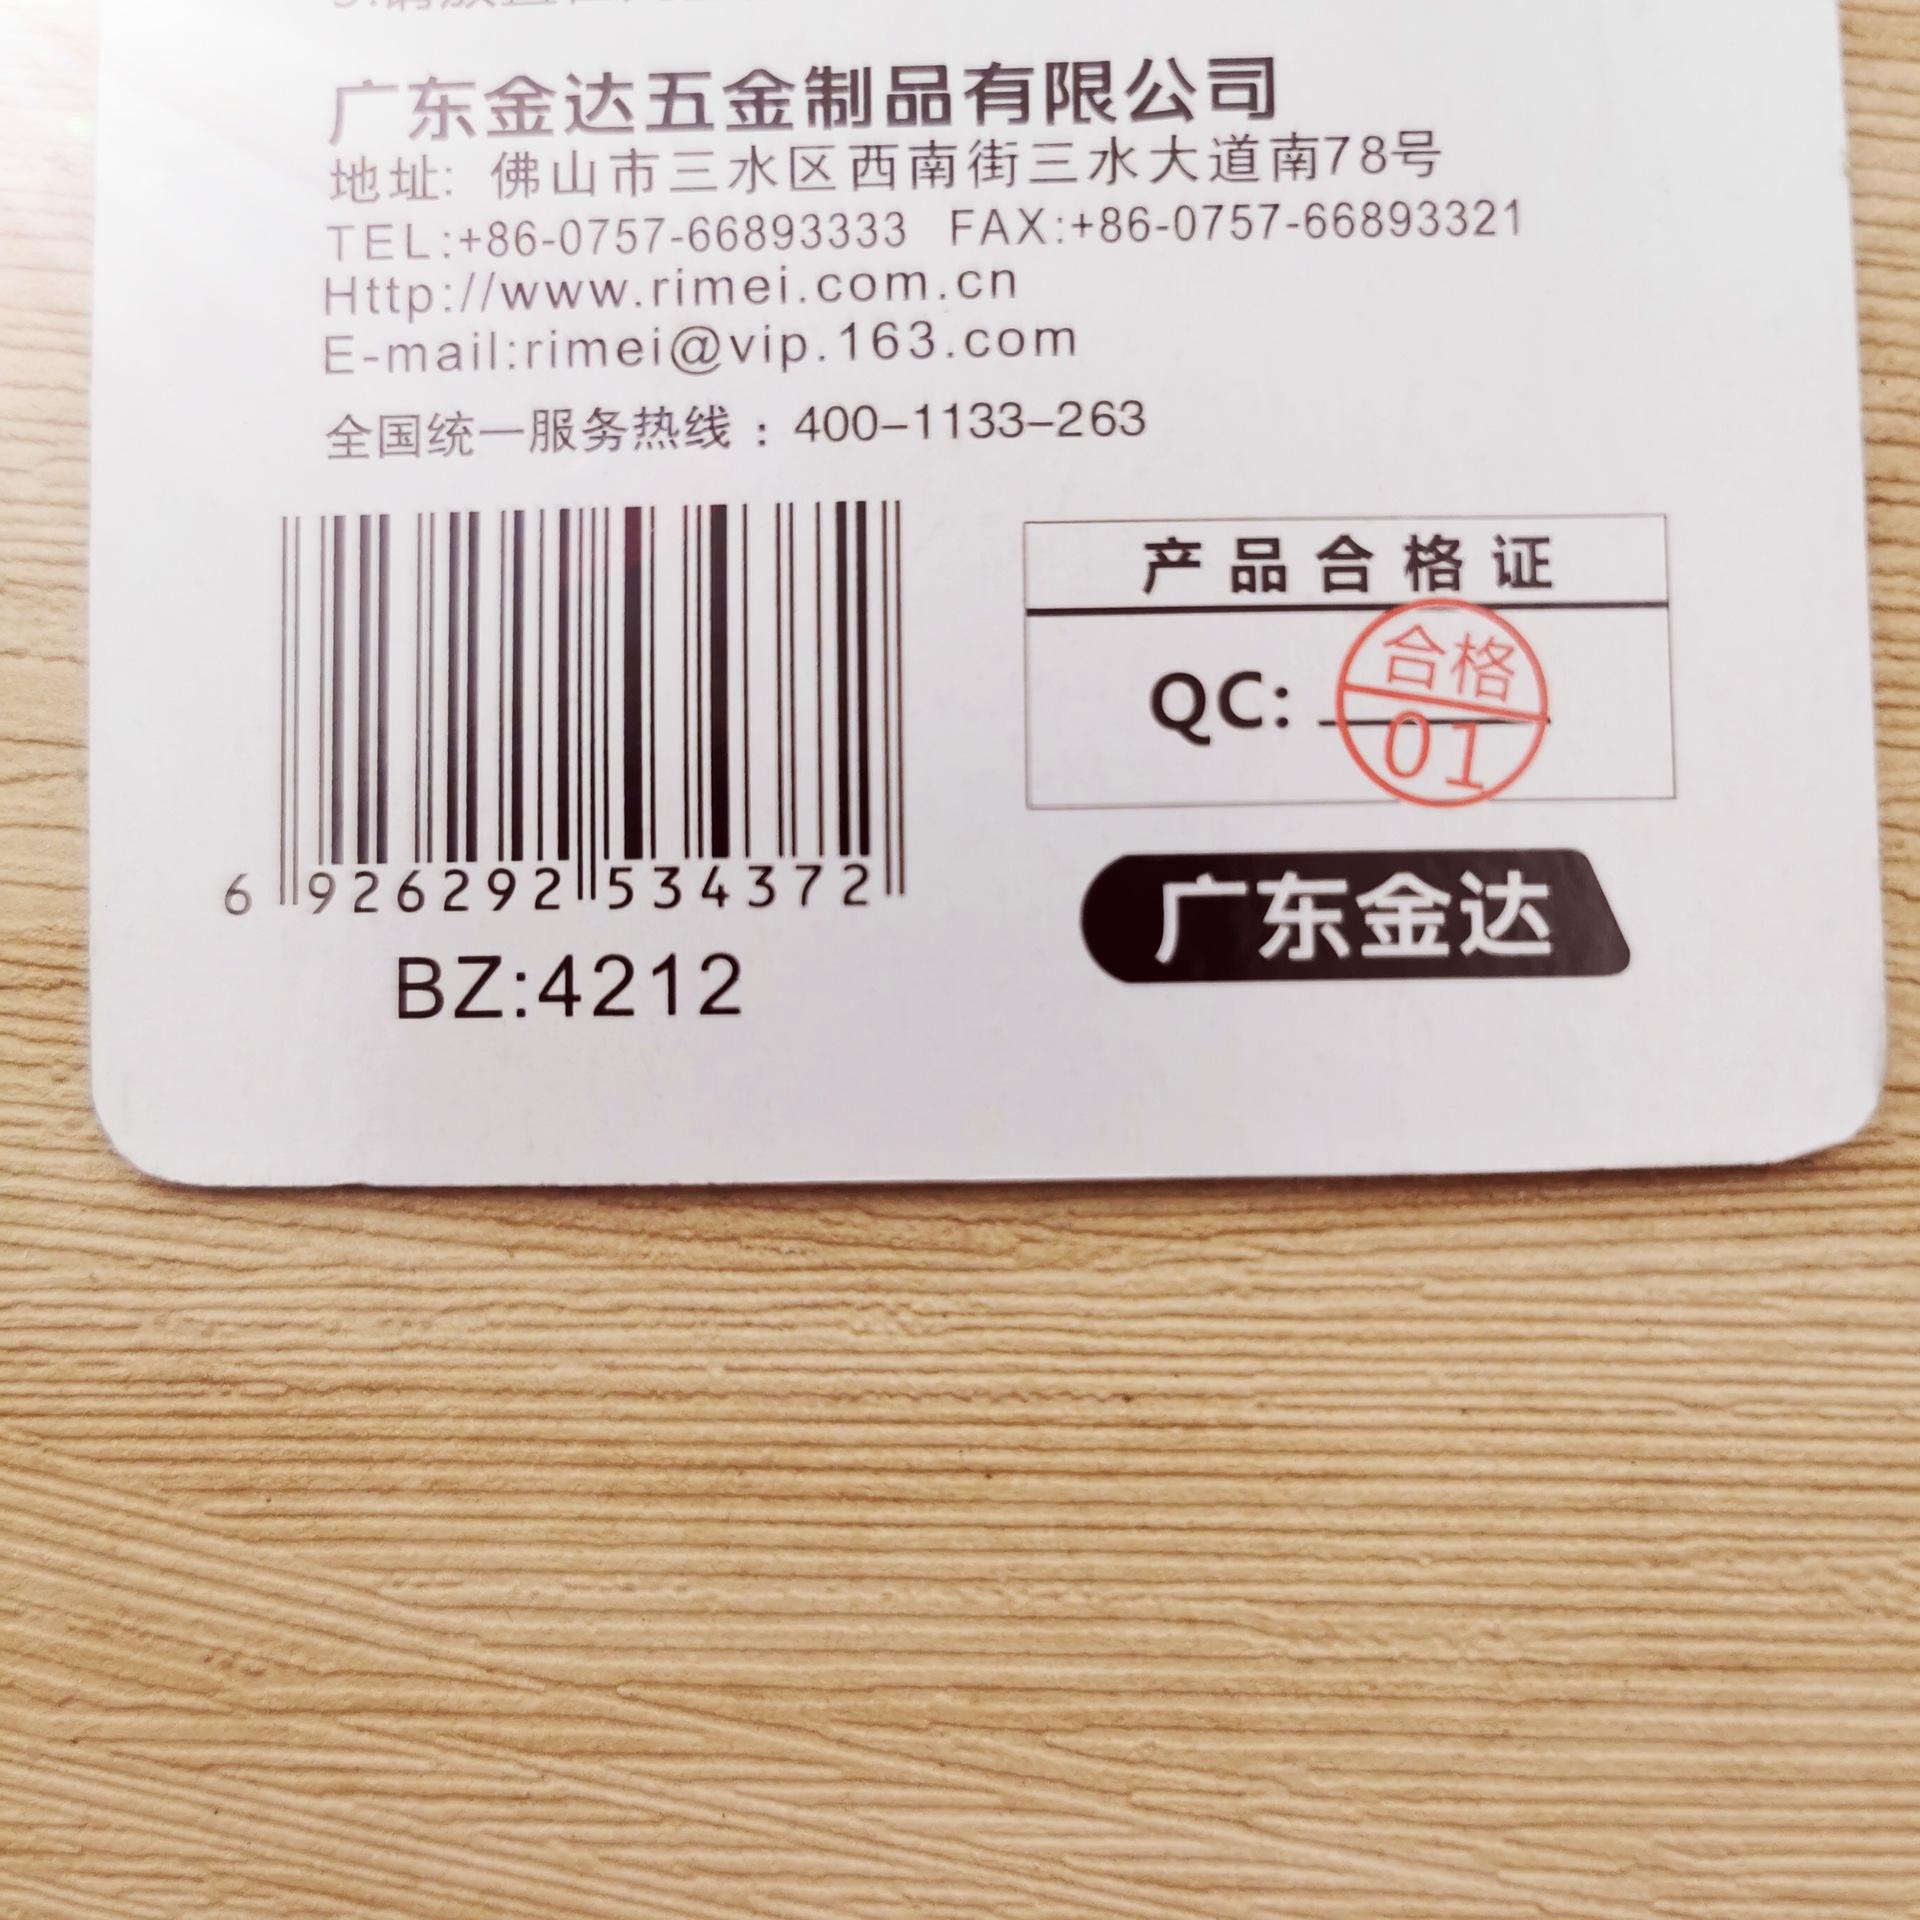 广东金达五金制品有限公司
地址: 佛山市三水区西南街三水大道南78号
TEL:+86-0757-66893333 FAX:+86-0757-66893321
Http://www.rimei.com.cn
E-mail:rimei@vip.163.com
全国统一服务热线：400-1133-263
6 926292 534372
BZ:4212
产品合格证
QC:
合格
01
广东金达